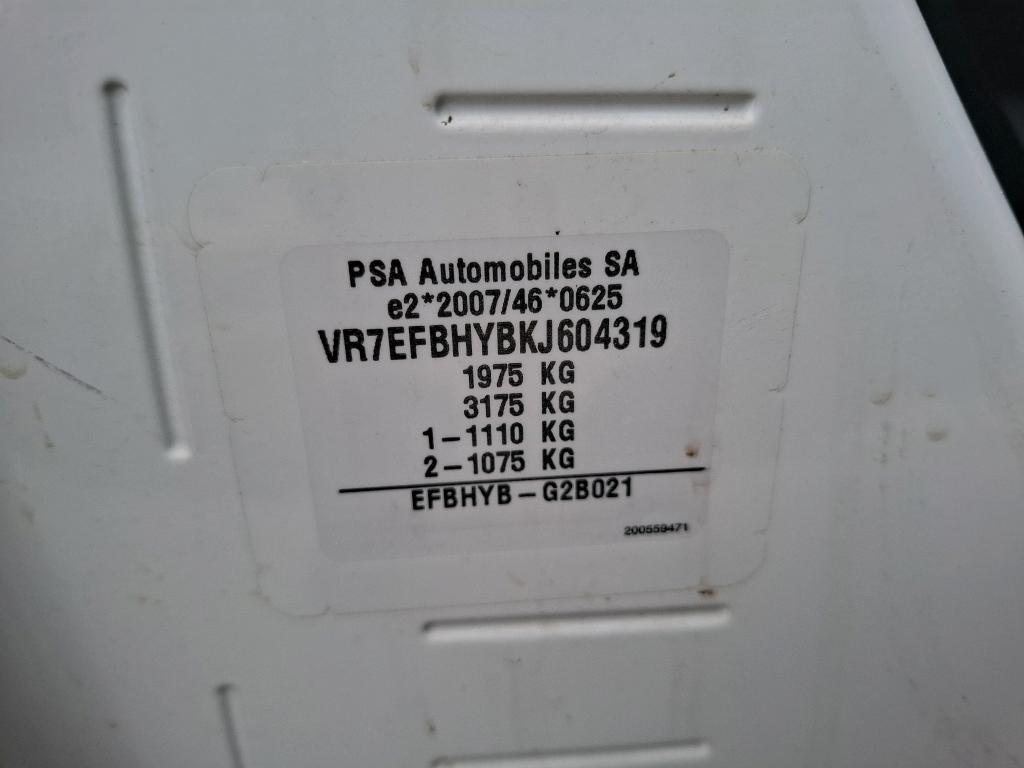 PSA Automobiles SA
e2*2007/46*0625
VR7EFBHYBKJ604319
1975 KG
3175 KG
1-1110 KG
2-1075 KG
EFBHYB-G2B021
200559471